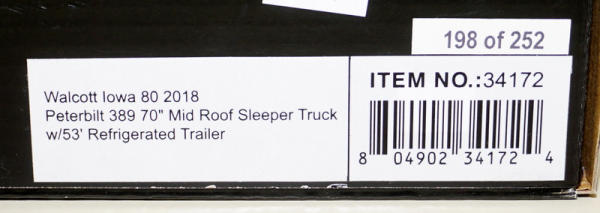 198 of 252
Walcott Iowa 80 2018
Peterbilt 389 70" Mid Roof Sleeper Truck
w/53' Refrigerated Trailer
ITEM NO.:34172
8 04902 34172 4